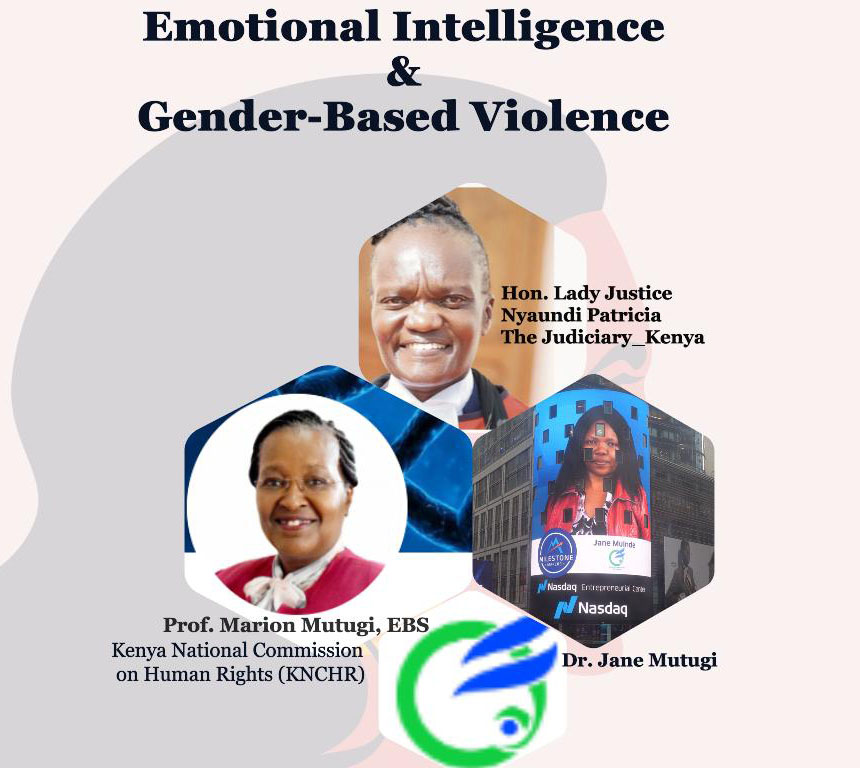 Emotional Intelligence
&
Gender-Based Violence
Hon. Lady Justice
Nyaundi Patricia
The Judiciary_Kenya
Jane Muinde
MILESTONE
Nasdaq Entrepreneurial Center
Nasdaq
Prof. Marion Mutugi, EBS
Kenya National Commission
on Human Rights (KNCHR)
Dr. Jane Mutugi